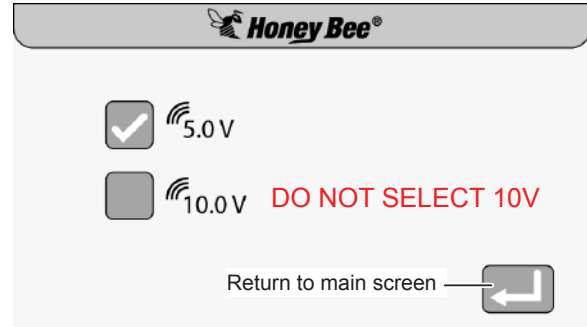 Honey Bee®
5.0 V
10.0 V DO NOT SELECT 10V
Return to main screen